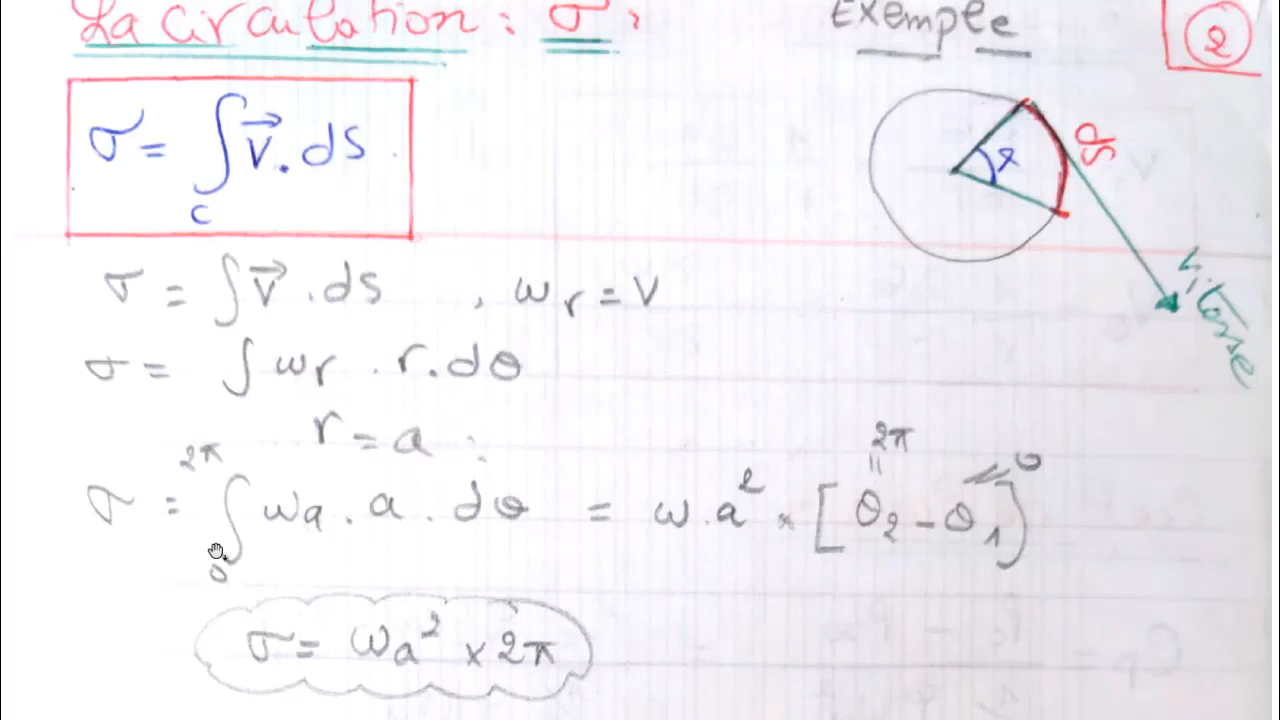 La circulation : σ :
Exemple
2
σ = ∫_C V⃗ . ds
α
ds
Vitesse
σ = ∫ V⃗ . ds , ωr = V
σ = ∫ ωr . r . dθ
r = a :
σ = ∫_0^{2π} ωa . a . dθ = ω . a² × [θ₂ - θ₁]
2π
0
σ = ωa² × 2π